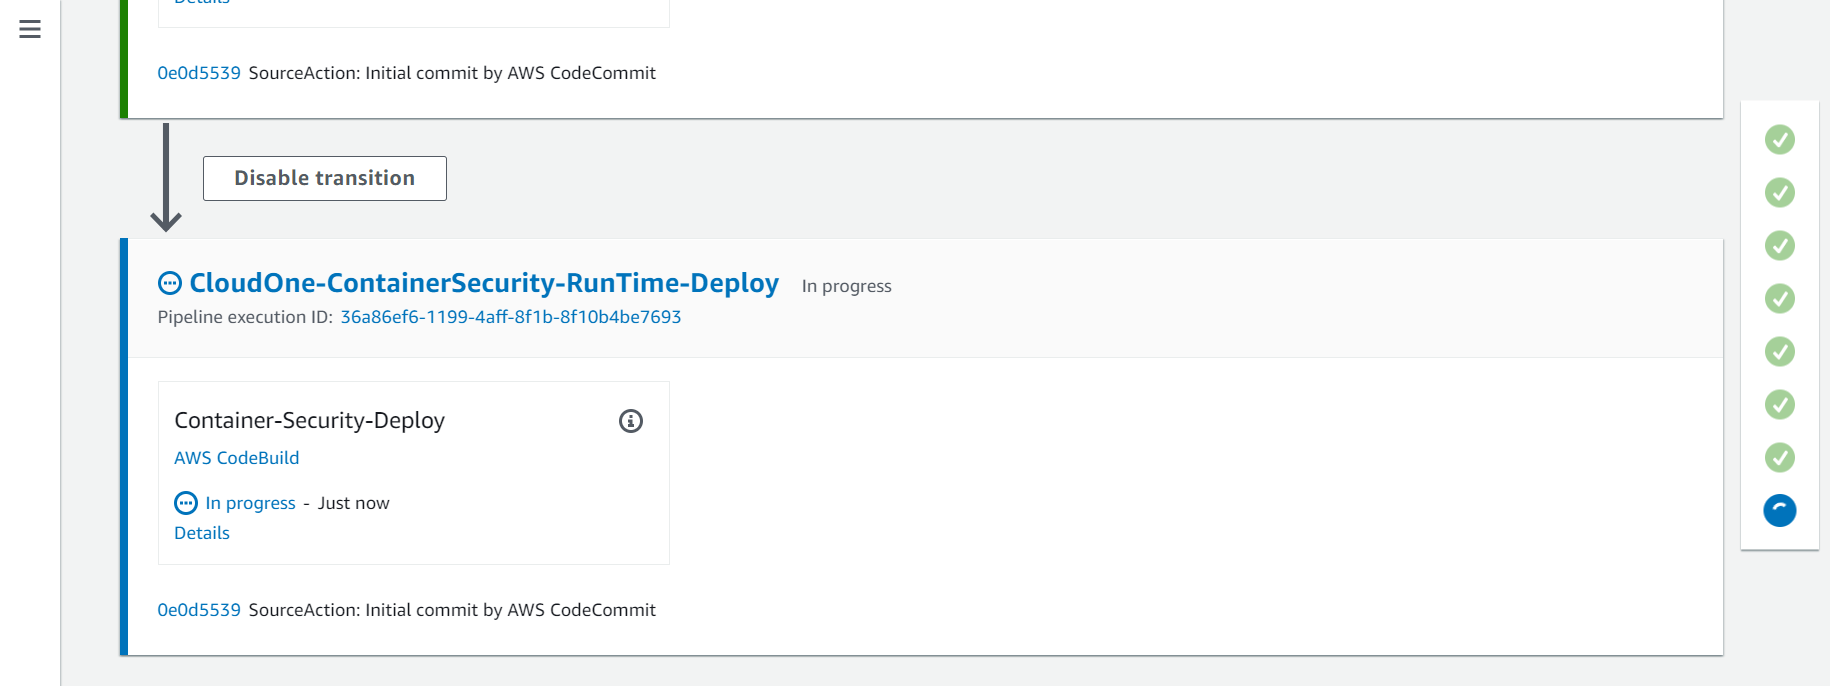 Details
0e0d5539 SourceAction: Initial commit by AWS CodeCommit
Disable transition
CloudOne-ContainerSecurity-RunTime-Deploy In progress
Pipeline execution ID: 36a86ef6-1199-4aff-8f1b-8f10b4be7693
Container-Security-Deploy
AWS CodeBuild
In progress - Just now
Details
0e0d5539 SourceAction: Initial commit by AWS CodeCommit